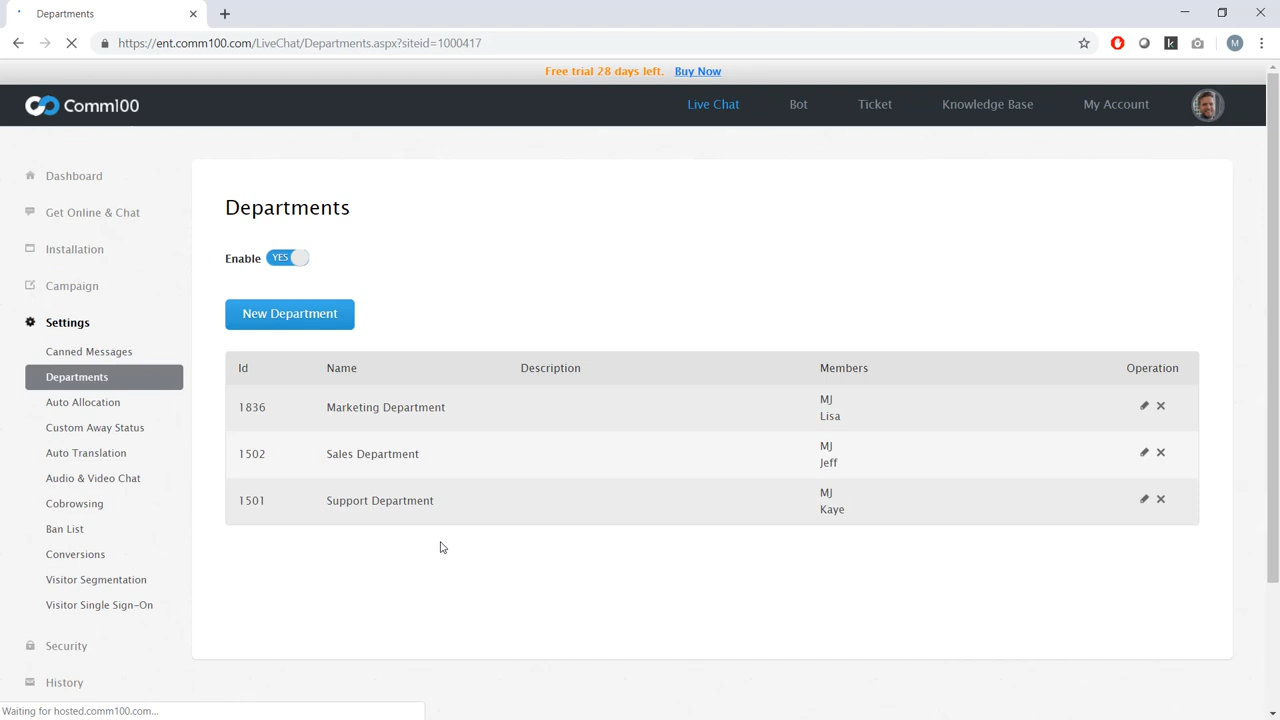 Departments
https://ent.comm100.com/LiveChat/Departments.aspx?siteid=1000417
M
Free trial 28 days left. Buy Now
Comm100
Live Chat Bot Ticket Knowledge Base My Account
Dashboard
Get Online & Chat
Installation
Campaign
Settings
Canned Messages
Departments
Auto Allocation
Custom Away Status
Auto Translation
Audio & Video Chat
Cobrowsing
Ban List
Conversions
Visitor Segmentation
Visitor Single Sign-On
Security
History
Departments
Enable YES
New Department
Id Name Description Members Operation
1836 Marketing Department MJ
Lisa
1502 Sales Department MJ
Jeff
1501 Support Department MJ
Kaye
Waiting for hosted.comm100.com...